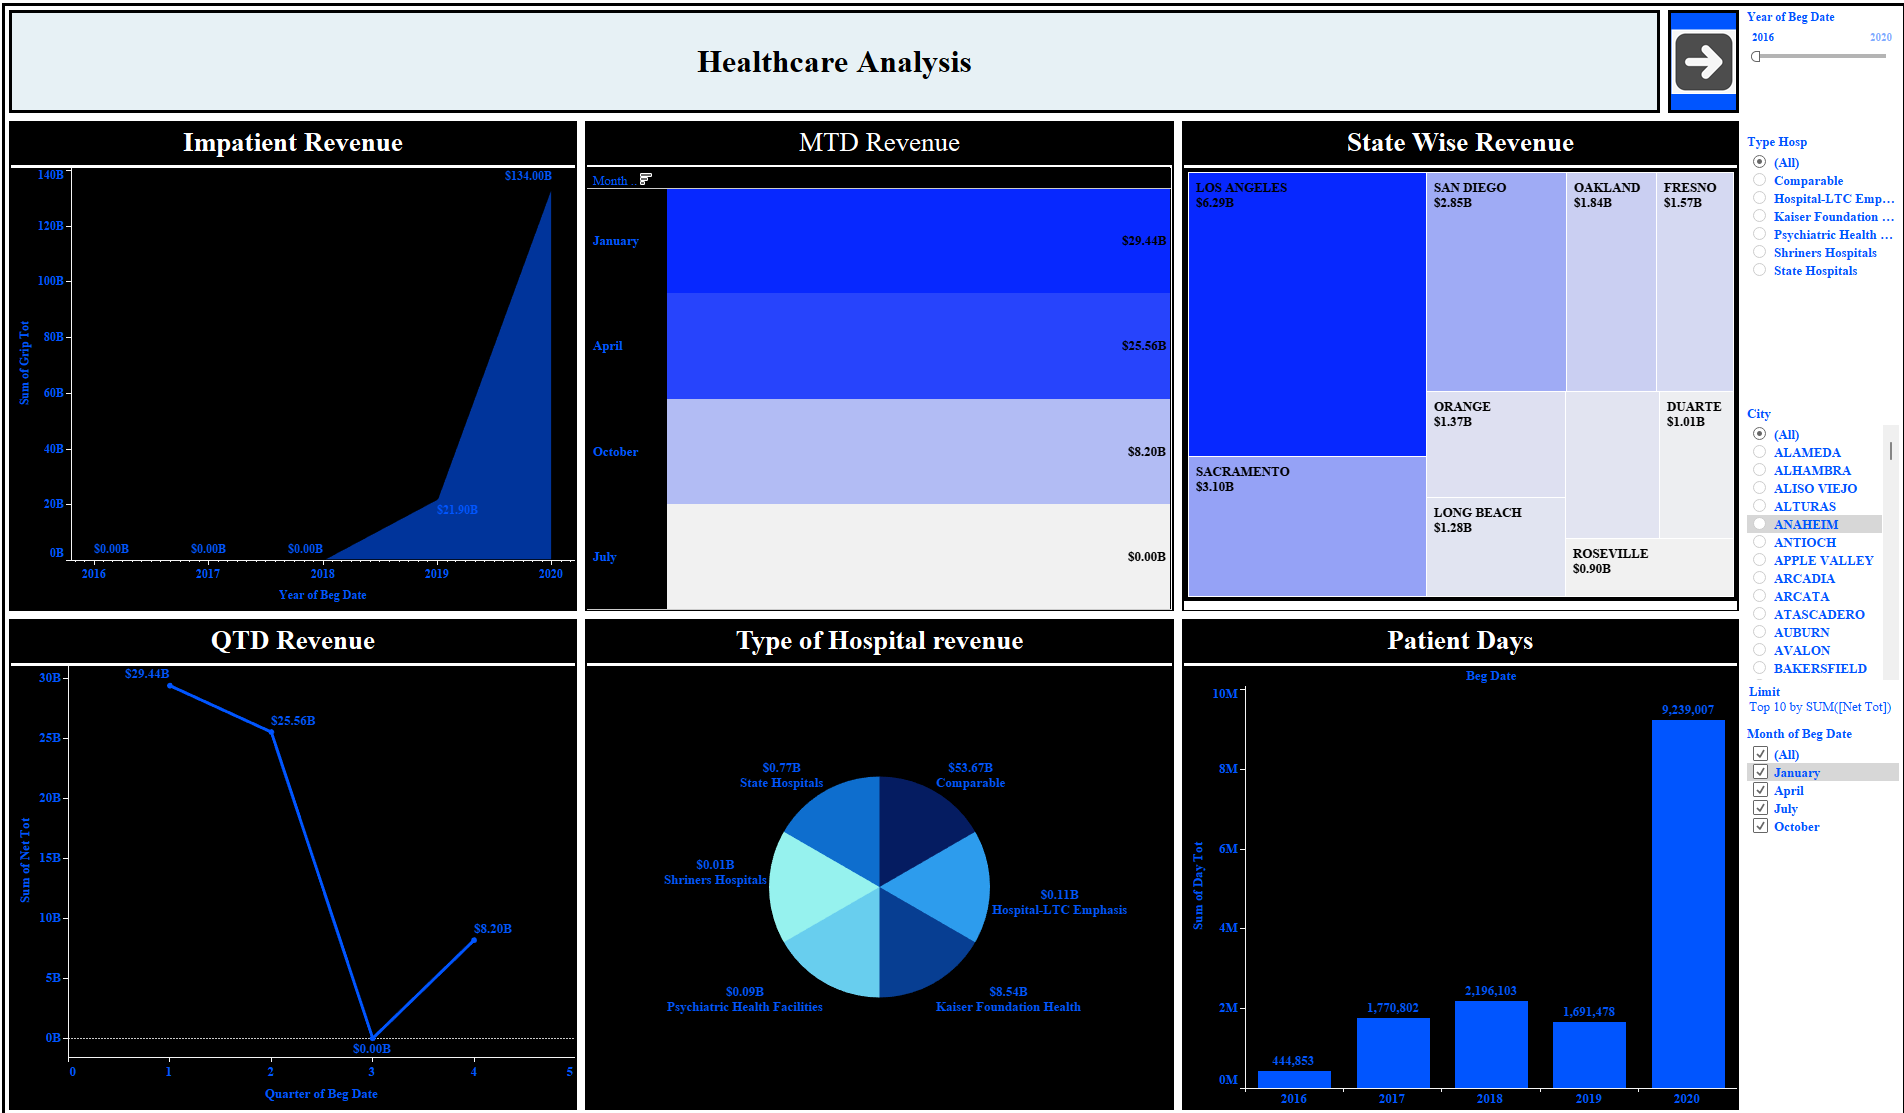 Healthcare Analysis
Year of Beg Date
2016
2020
Impatient Revenue
140B
120B
100B
80B
60B
40B
20B
0B
Sum of Grip Tot
$134.00B
$21.90B
$0.00B
$0.00B
$0.00B
2016
2017
2018
2019
2020
Year of Beg Date
MTD Revenue
Month ..
January
$29.44B
April
$25.56B
October
$8.20B
July
$0.00B
State Wise Revenue
LOS ANGELES
$6.29B
SAN DIEGO
$2.85B
OAKLAND
$1.84B
FRESNO
$1.57B
ORANGE
$1.37B
DUARTE
$1.01B
SACRAMENTO
$3.10B
LONG BEACH
$1.28B
ROSEVILLE
$0.90B
Type Hosp
(All)
Comparable
Hospital-LTC Emp...
Kaiser Foundation ...
Psychiatric Health ...
Shriners Hospitals
State Hospitals
City
(All)
ALAMEDA
ALHAMBRA
ALISO VIEJO
ALTURAS
ANAHEIM
ANTIOCH
APPLE VALLEY
ARCADIA
ARCATA
ATASCADERO
AUBURN
AVALON
BAKERSFIELD
Limit
Top 10 by SUM([Net Tot])
Month of Beg Date
(All)
January
April
July
October
QTD Revenue
30B
25B
20B
15B
10B
5B
0B
Sum of Net Tot
$29.44B
$25.56B
$0.00B
$8.20B
0
1
2
3
4
5
Quarter of Beg Date
Type of Hospital revenue
$0.77B
State Hospitals
$53.67B
Comparable
$0.01B
Shriners Hospitals
$0.11B
Hospital-LTC Emphasis
$0.09B
Psychiatric Health Facilities
$8.54B
Kaiser Foundation Health
Patient Days
Beg Date
10M
8M
6M
4M
2M
0M
Sum of Day Tot
444,853
1,770,802
2,196,103
1,691,478
9,239,007
2016
2017
2018
2019
2020